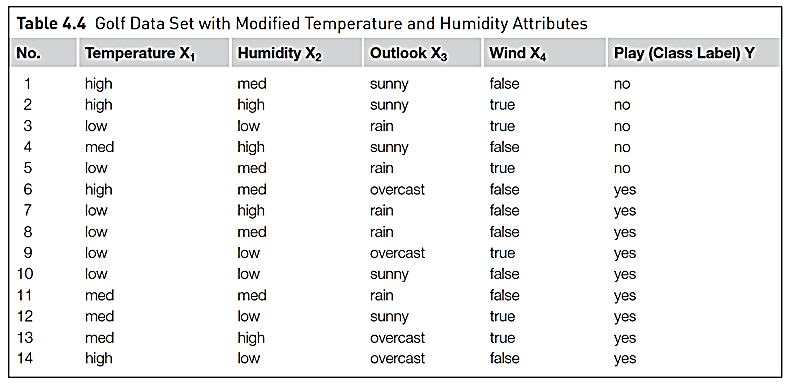 Table 4.4 Golf Data Set with Modified Temperature and Humidity Attributes
No. Temperature X₁ Humidity X₂ Outlook X₃ Wind X₄ Play (Class Label) Y
1 high med sunny false no
2 high high sunny true no
3 low low rain true no
4 med high sunny false no
5 low med rain true no
6 high med overcast false yes
7 low high rain false yes
8 low med rain false yes
9 low low overcast true yes
10 low low sunny false yes
11 med med rain false yes
12 med low sunny true yes
13 med high overcast true yes
14 high low overcast false yes